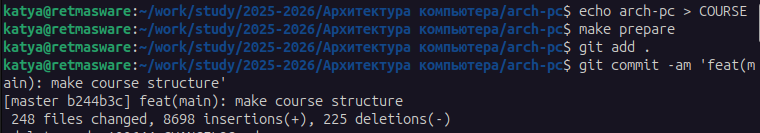 katya@retmasware:~/work/study/2025-2026/Архитектура компьютера/arch-pc$ echo arch-pc > COURSE
katya@retmasware:~/work/study/2025-2026/Архитектура компьютера/arch-pc$ make prepare
katya@retmasware:~/work/study/2025-2026/Архитектура компьютера/arch-pc$ git add .
katya@retmasware:~/work/study/2025-2026/Архитектура компьютера/arch-pc$ git commit -am 'feat(m
ain): make course structure'
[master b244b3c] feat(main): make course structure
 248 files changed, 8698 insertions(+), 225 deletions(-)